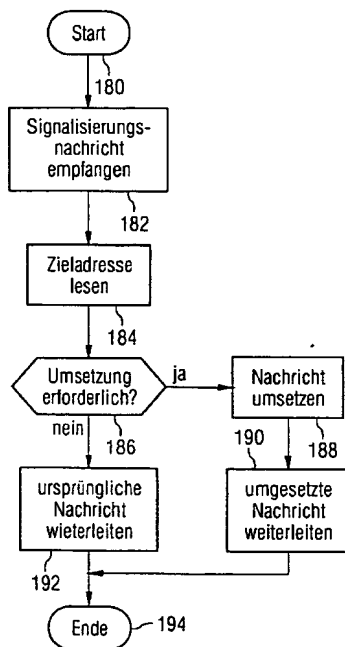 Start
180
Signalisierungs-
nachricht
empfangen
182
Zieladresse
lesen
184
Umsetzung
erforderlich?
ja
nein
186
Nachricht
umsetzen
188
190
ursprüngliche
Nachricht
wieterleiten
192
umgesetzte
Nachricht
weiterleiten
Ende
194